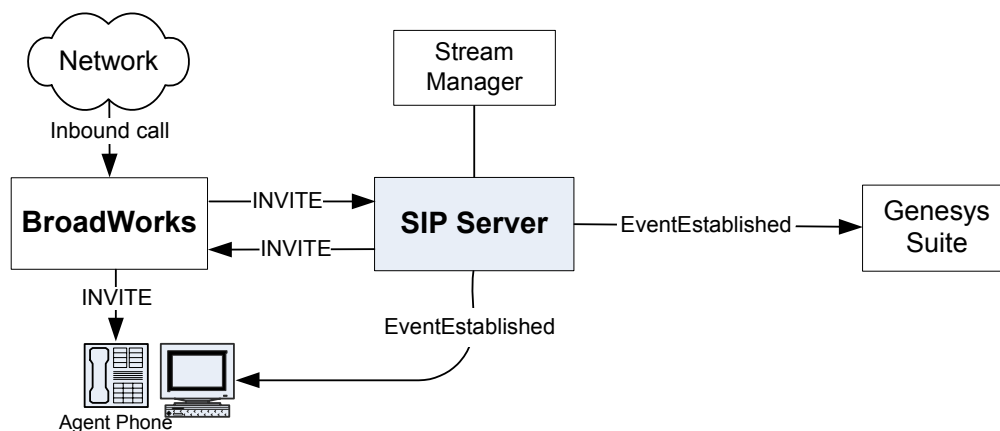 Network
Stream
Manager
Inbound call
BroadWorks
INVITE
SIP Server
EventEstablished
Genesys
Suite
INVITE
INVITE
EventEstablished
Agent Phone